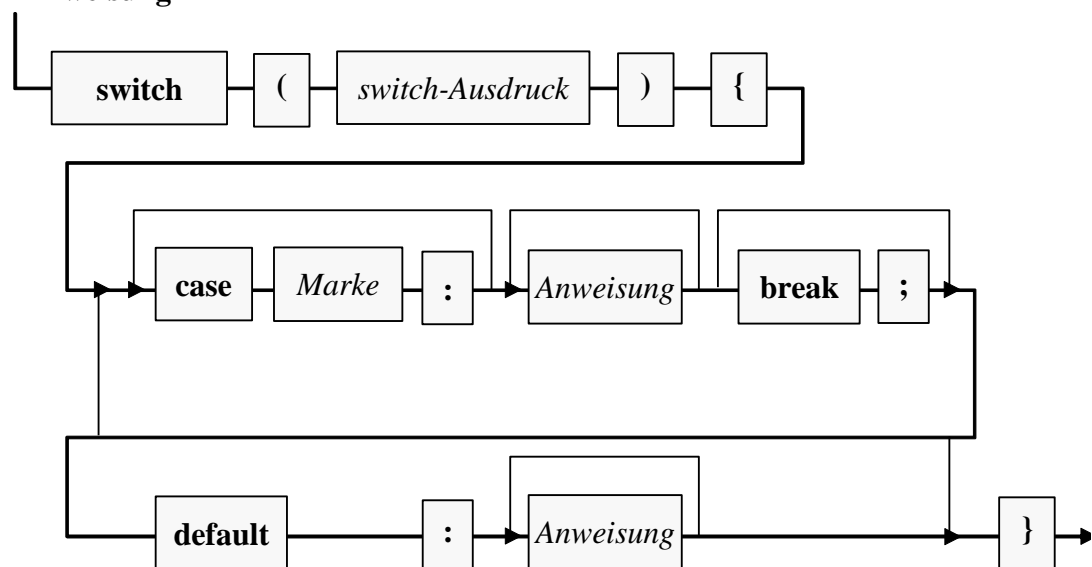 switch ( switch-Ausdruck ) {
case Marke : Anweisung break ;
default : Anweisung }